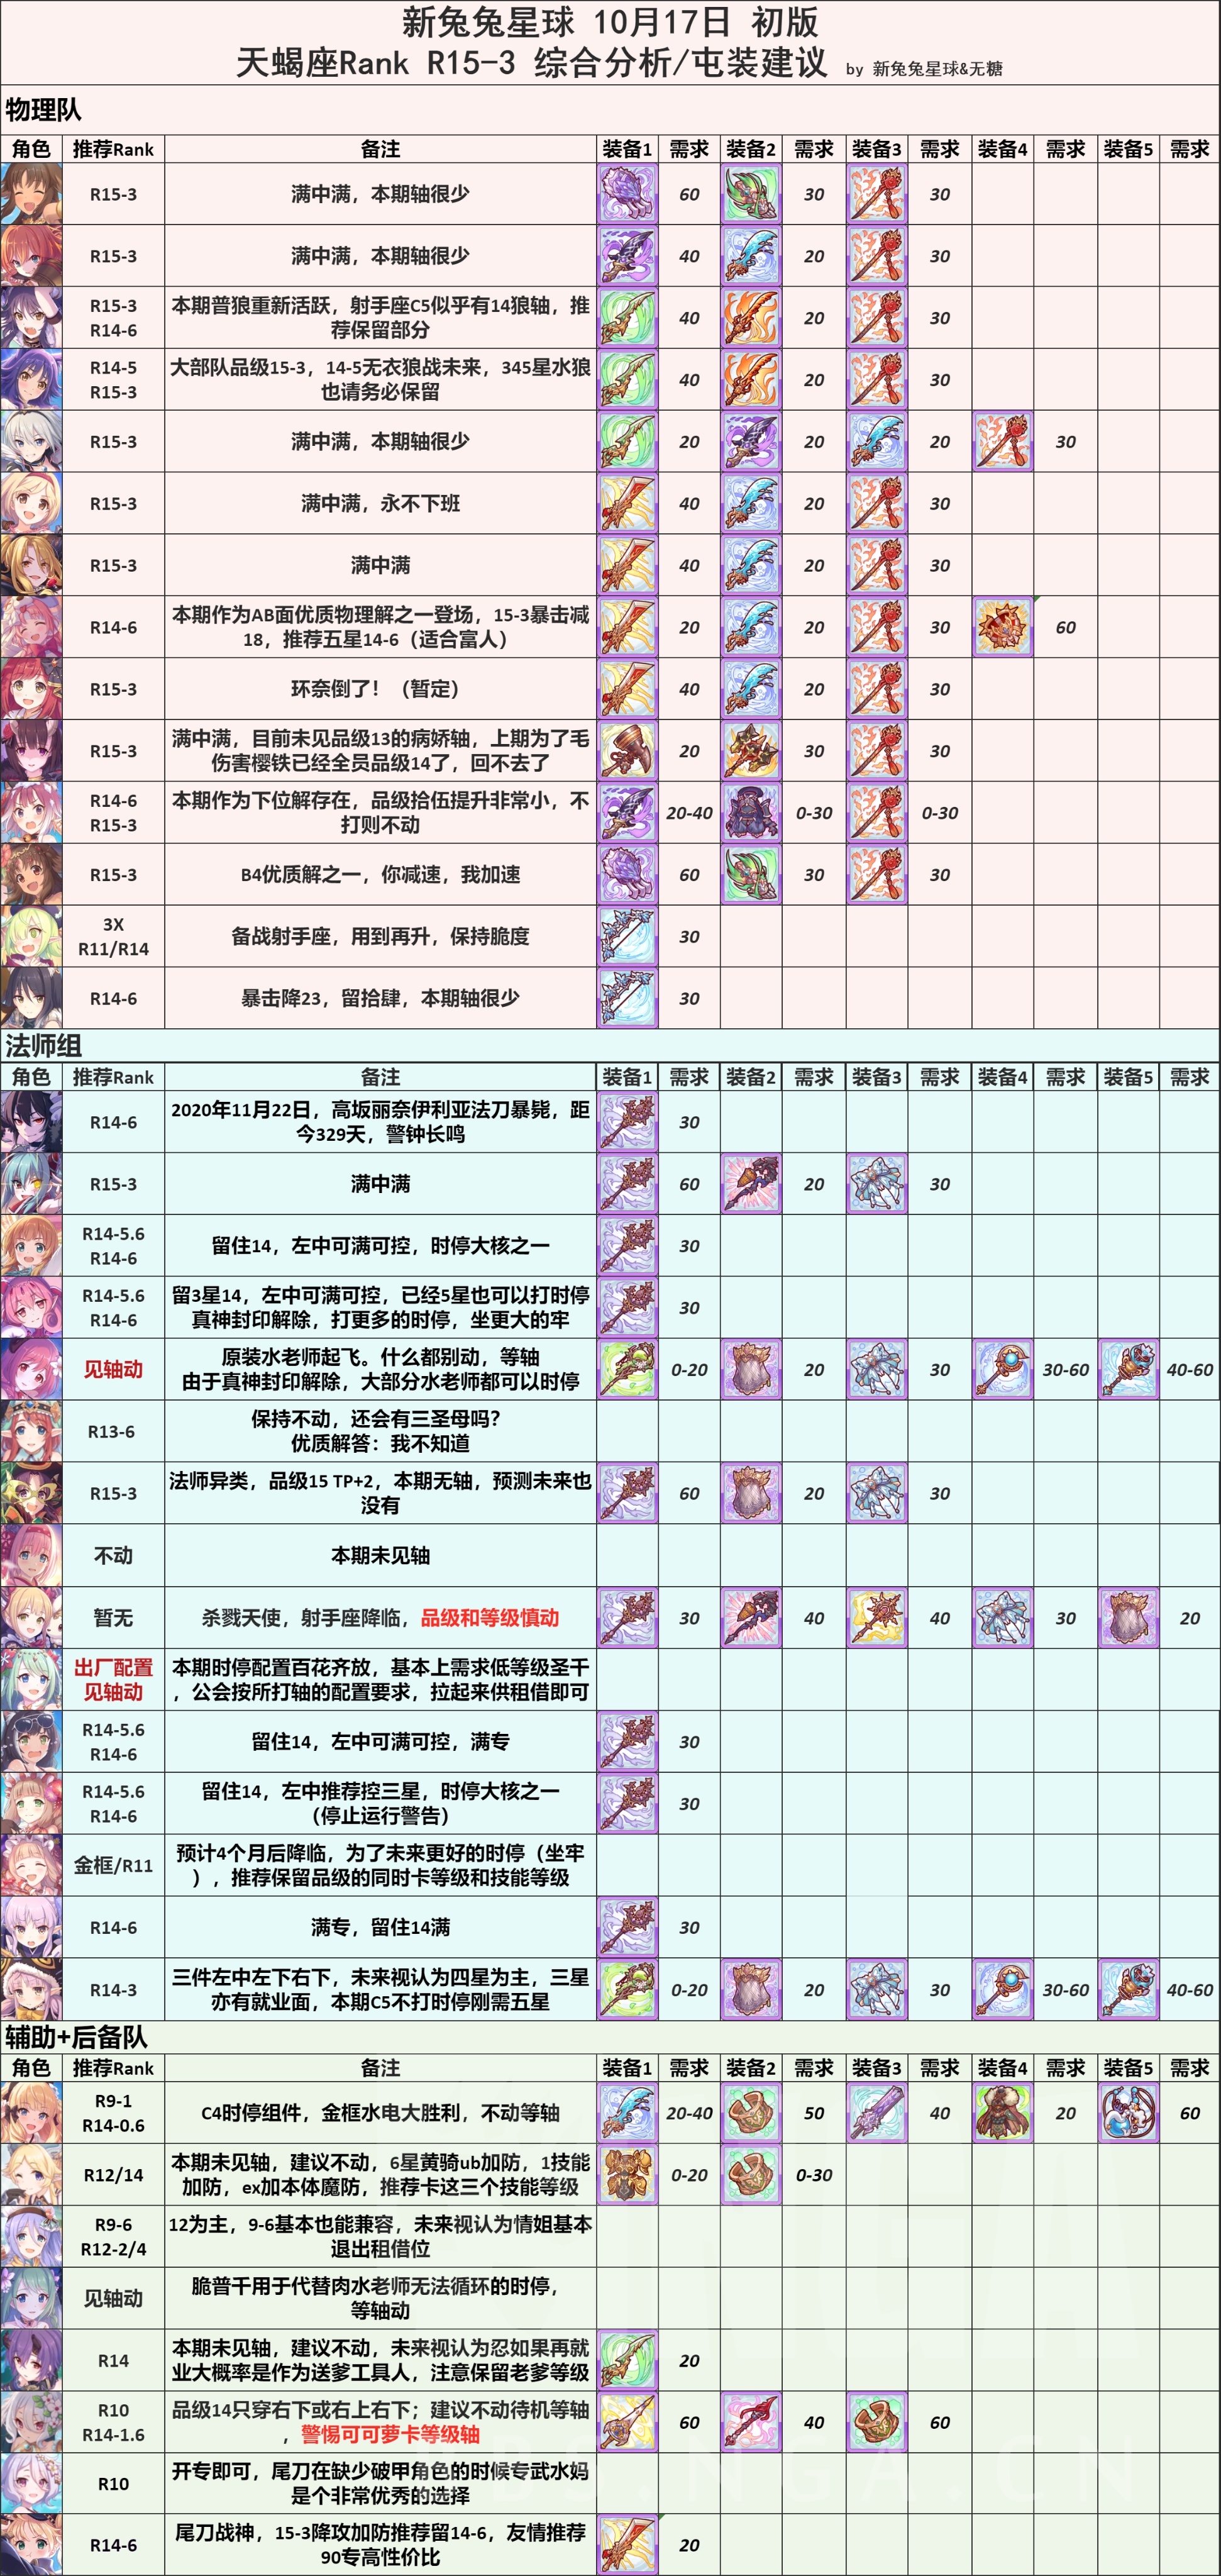 新兔兔星球 10月17日 初版
天蝎座Rank R15-3 综合分析/屯装建议 by 新兔兔星球&无糖
物理队
角色 推荐Rank 备注 装备1 需求 装备2 需求 装备3 需求 装备4 需求 装备5 需求
R15-3 满中满，本期轴很少 60 30 30
R15-3 满中满，本期轴很少 40 20 30
R15-3
R14-6
本期普狼重新活跃，射手座C5似乎有14狼轴，推
荐保留部分
40 20 30
R14-5
R15-3
大部队品级15-3，14-5无衣狼战未来，345星水狼
也请务必保留
40 20 30
R15-3 满中满，本期轴很少 20 20 20 30
R15-3 满中满，永不下班 40 20 30
R15-3 满中满 40 20 30
R14-6
本期作为AB面优质物理解之一登场，15-3暴击减
18，推荐五星14-6（适合富人）
20 20 30 60
R15-3 环奈倒了！（暂定） 40 20 30
R15-3
满中满，目前未见品级13的病娇轴，上期为了毛
伤害樱铁已经全员品级14了，回不去了
20 30 30
R14-6
R15-3
本期作为下位解存在，品级拾伍提升非常小，不
打则不动
20-40 0-30 0-30
R15-3 B4优质解之一，你减速，我加速 60 30 30
3X
R11/R14
备战射手座，用到再升，保持脆度 30
R14-6 暴击降23，留拾肆，本期轴很少 30
法师组
角色 推荐Rank 备注 装备1 需求 装备2 需求 装备3 需求 装备4 需求 装备5 需求
R14-6
2020年11月22日，高坂丽奈伊利亚法刀暴毙，距
今329天，警钟长鸣
30
R15-3 满中满 60 20 30
R14-5.6
R14-6
留住14，左中可满可控，时停大核之一 30
R14-5.6
R14-6
留3星14，左中可满可控，已经5星也可以打时停
真神封印解除，打更多的时停，坐更大的牢
30
见轴动
原装水老师起飞。什么都别动，等轴
由于真神封印解除，大部分水老师都可以时停
0-20 20 30 30-60 40-60
R13-6
保持不动，还会有三圣母吗？
优质解答：我不知道
R15-3
法师异类，品级15 TP+2，本期无轴，预测未来也
没有
60 20 30
不动 本期未见轴
暂无 杀戮天使，射手座降临，品级和等级慎动 30 40 40 30 20
出厂配置
见轴动
本期时停配置百花齐放，基本上需求低等级圣千
，公会按所打轴的配置要求，拉起来供租借即可
R14-5.6
R14-6
留住14，左中可满可控，满专 30
R14-5.6
R14-6
留住14，左中推荐控三星，时停大核之一
（停止运行警告）
30
金框/R11
预计4个月后降临，为了未来更好的时停（坐牢
），推荐保留品级的同时卡等级和技能等级
R14-6 满专，留住14满 30
R14-3
三件左中左下右下，未来视认为四星为主，三星
亦有就业面，本期C5不打时停刚需五星
0-20 20 30 30-60 40-60
辅助+后备队
角色 推荐Rank 备注 装备1 需求 装备2 需求 装备3 需求 装备4 需求 装备5 需求
R9-1
R14-0.6
C4时停组件，金框水电大胜利，不动等轴 20-40 50 40 20 60
R12/14
本期未见轴，建议不动，6星黄骑ub加防，1技能
加防，ex加本体魔防，推荐卡这三个技能等级
0-20 0-30
R9-6
R12-2/4
12为主，9-6基本也能兼容，未来视认为情姐基本
退出租借位
见轴动
脆普千用于代替肉水老师无法循环的时停，
等轴动
R14
本期未见轴，建议不动，未来视认为忍如果再就
业大概率是作为送爹工具人，注意保留老爹等级
20
R10
R14-1.6
品级14只穿右下或右上右下；建议不动待机等轴
，警惕可可萝卡等级轴
60 40 60
R10
开专即可，尾刀在缺少破甲角色的时候专武水妈
是个非常优秀的选择
R14-6
尾刀战神，15-3降攻加防推荐留14-6，友情推荐
90专高性价比
20
BBS.NGA.CN